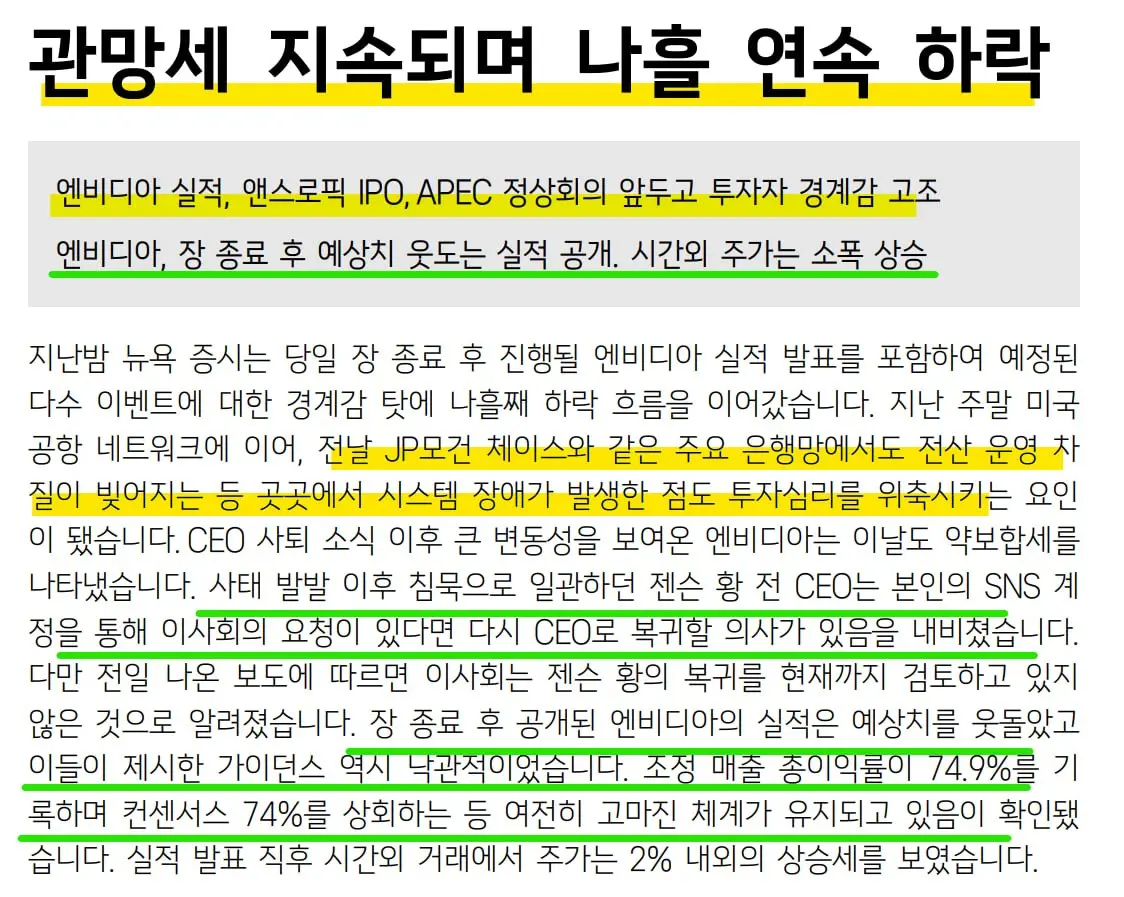 관망세 지속되며 나흘 연속 하락
엔비디아 실적, 앤스로픽 IPO, APEC 정상회의 앞두고 투자자 경계감 고조
엔비디아, 장 종료 후 예상치 웃도는 실적 공개. 시간외 주가는 소폭 상승
지난밤 뉴욕 증시는 당일 장 종료 후 진행될 엔비디아 실적 발표를 포함하여 예정된
다수 이벤트에 대한 경계감 탓에 나흘째 하락 흐름을 이어갔습니다. 지난 주말 미국
공항 네트워크에 이어, 전날 JP모건 체이스와 같은 주요 은행망에서도 전산 운영 차
질이 빚어지는 등 곳곳에서 시스템 장애가 발생한 점도 투자심리를 위축시키는 요인
이 됐습니다. CEO 사퇴 소식 이후 큰 변동성을 보여온 엔비디아는 이날도 약보합세를
나타냈습니다. 사태 발발 이후 침묵으로 일관하던 젠슨 황 전 CEO는 본인의 SNS 계
정을 통해 이사회의 요청이 있다면 다시 CEO로 복귀할 의사가 있음을 내비쳤습니다.
다만 전일 나온 보도에 따르면 이사회는 젠슨 황의 복귀를 현재까지 검토하고 있지
않은 것으로 알려졌습니다. 장 종료 후 공개된 엔비디아의 실적은 예상치를 웃돌았고
이들이 제시한 가이던스 역시 낙관적이었습니다. 조정 매출 총이익률이 74.9%를 기
록하며 컨센서스 74%를 상회하는 등 여전히 고마진 체계가 유지되고 있음이 확인됐
습니다. 실적 발표 직후 시간외 거래에서 주가는 2% 내외의 상승세를 보였습니다.